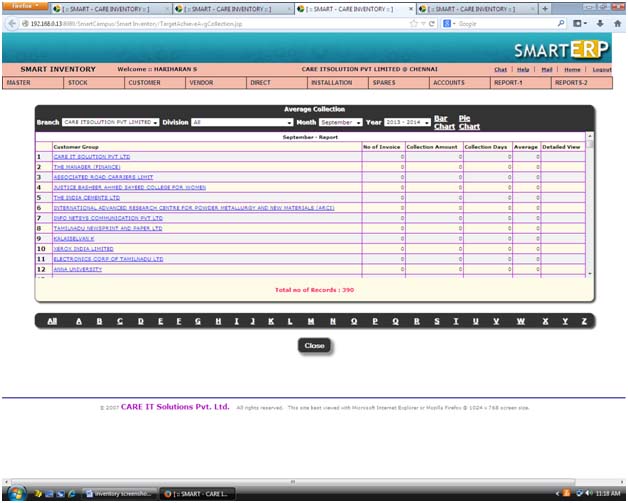 Firefox
[ :: SMART - CARE INVENTORY :: ] × [ :: SMART - CARE INVENTORY :: ] × [ :: SMART - CARE INVENTORY :: ] × [ :: SMART - CARE INVENTORY :: ] × +
192.168.0.13:8089/SmartCampus/Smart Inventory/TargetAchieveAvgCollection.jsp
Google
SMARTERP
SMART INVENTORY Welcome :: HARIHARAN S CARE ITSOLUTION PVT LIMITED @ CHENNAI Chat | Help | Mail | Home | Logout
MASTER STOCK CUSTOMER VENDOR DIRECT INSTALLATION SPARES ACCOUNTS REPORT-1 REPORTS-2
Average Collection
Branch CARE ITSOLUTION PVT LIMITED Division All Month September Year 2013 - 2014 Bar Chart Pie Chart
September - Report
Customer Group No of Invoice Collection Amount Collection Days Average Detailed View
1 CARE IT SOLUTION PVT LTD 0 0 0 0
2 THE MANAGER (FINANCE) 0 0 0 0
3 ASSOCIATED ROAD CARRIERS LIMIT 0 0 0 0
4 JUSTICE BASHEER AHMED SAYEED COLLEGE FOR WOMEN 0 0 0 0
5 THE INDIA CEMENTS LTD 0 0 0 0
6 INTERNATIONAL ADVANCED RESEARCH CENTRE FOR POWDER METALLURGY AND NEW MATERIALS (ARCI) 0 0 0 0
7 INFO NETSYS COMMUNICATION PVT LTD 0 0 0 0
8 TAMILNADU NEWSPRINT AND PAPER LTD 0 0 0 0
9 KALAISELVAN K 0 0 0 0
10 XEROX INDIA LIMITED 0 0 0 0
11 ELECTRONICS CORP OF TAMILNADU LTD 0 0 0 0
12 ANNA UNIVERSITY 0 0 0 0
Total no of Records : 390
All A B C D E F G H I J K L M N O P Q R S T U V W X Y Z
Close
© 2007 CARE IT Solutions Pvt. Ltd. All rights reserved. This site best viewed with Microsoft Internet Explorer or Mozilla Firefox @ 1024 x 768 screen size.
inventory screensho... [ :: SMART - CARE I... 11:18 AM